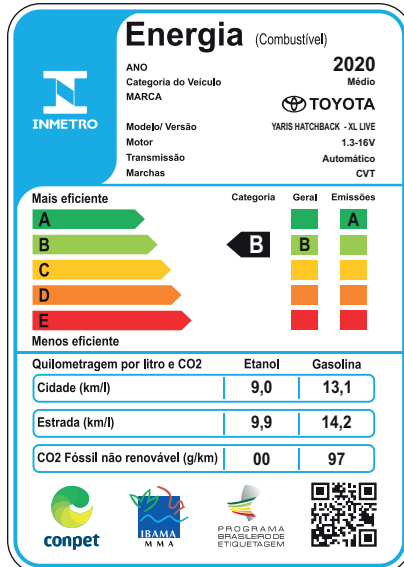 Energia (Combustível)
ANO 2020
Categoria do Veículo Médio
MARCA TOYOTA
INMETRO
Modelo/ Versão YARIS HATCHBACK - XL LIVE
Motor 1.3-16V
Transmissão Automático
Marchas CVT
Mais eficiente Categoria Geral Emissões
A A
B B B
C
D
E
Menos eficiente
Quilometragem por litro e CO2 Etanol Gasolina
Cidade (km/l) 9,0 13,1
Estrada (km/l) 9,9 14,2
CO2 Fóssil não renovável (g/km) 00 97
conpet
IBAMA
M M A
PROGRAMA
BRASILEIRO DE
ETIQUETAGEM